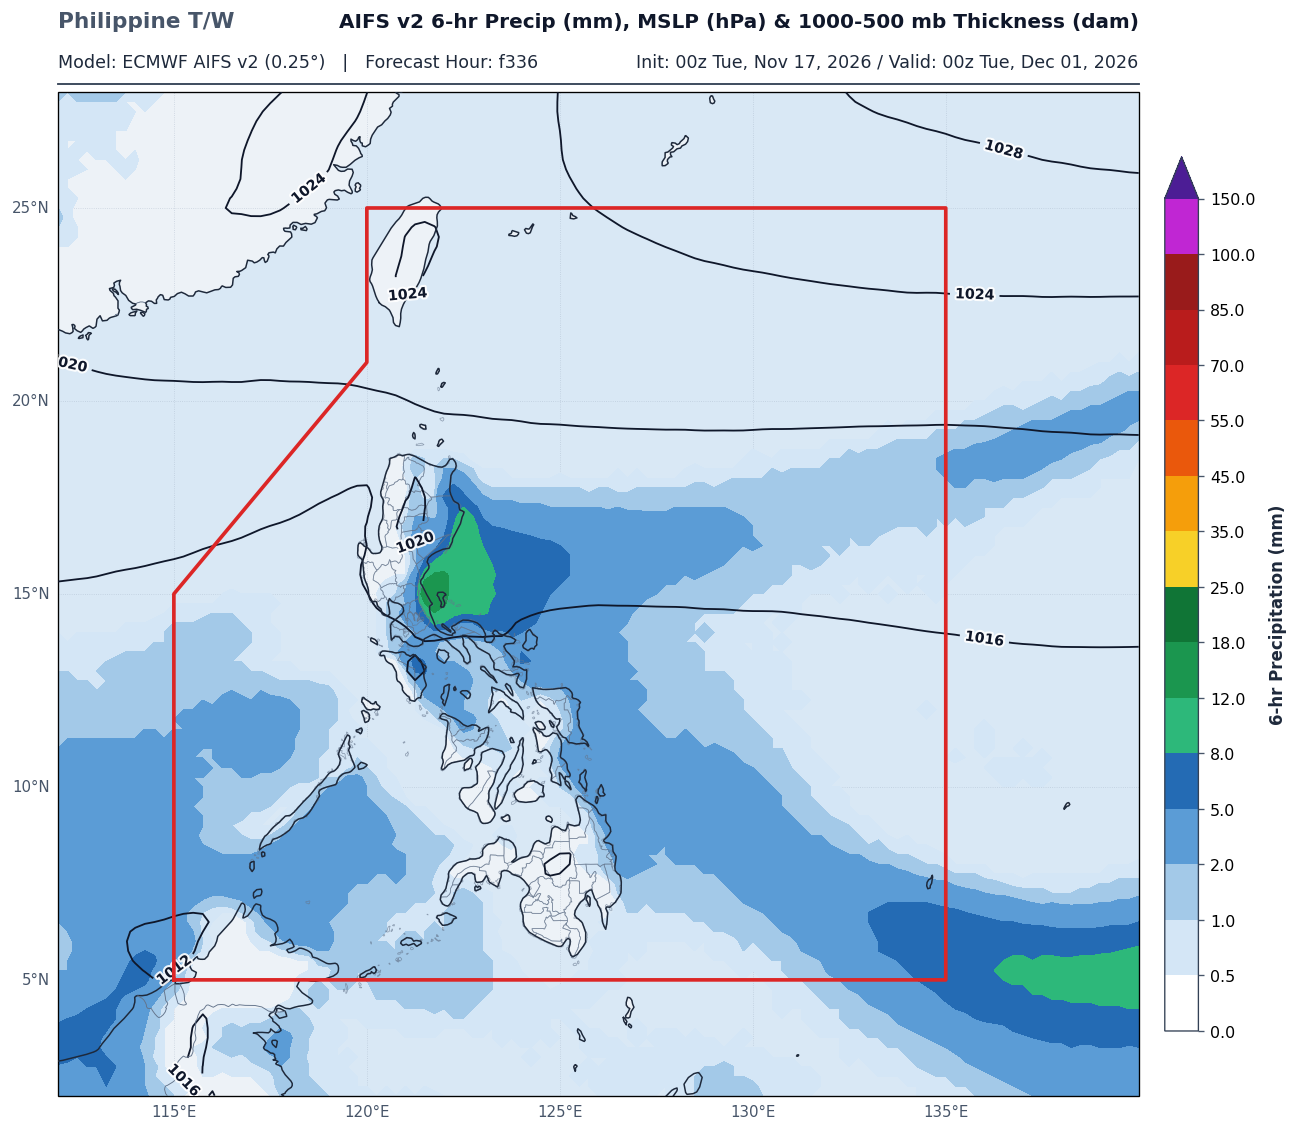 Philippine T/W
AIFS v2 6-hr Precip (mm), MSLP (hPa) & 1000-500 mb Thickness (dam)
Model: ECMWF AIFS v2 (0.25°) | Forecast Hour: f336
Init: 00z Tue, Nov 17, 2026 / Valid: 00z Tue, Dec 01, 2026
1028
1024
25°N
1024
1024
020
20°N
1020
15°N
1016
10°N
1012
5°N
1016
115°E
120°E
125°E
130°E
135°E
150.0
100.0
85.0
70.0
55.0
45.0
35.0
25.0
18.0
12.0
8.0
5.0
2.0
1.0
0.5
0.0
6-hr Precipitation (mm)